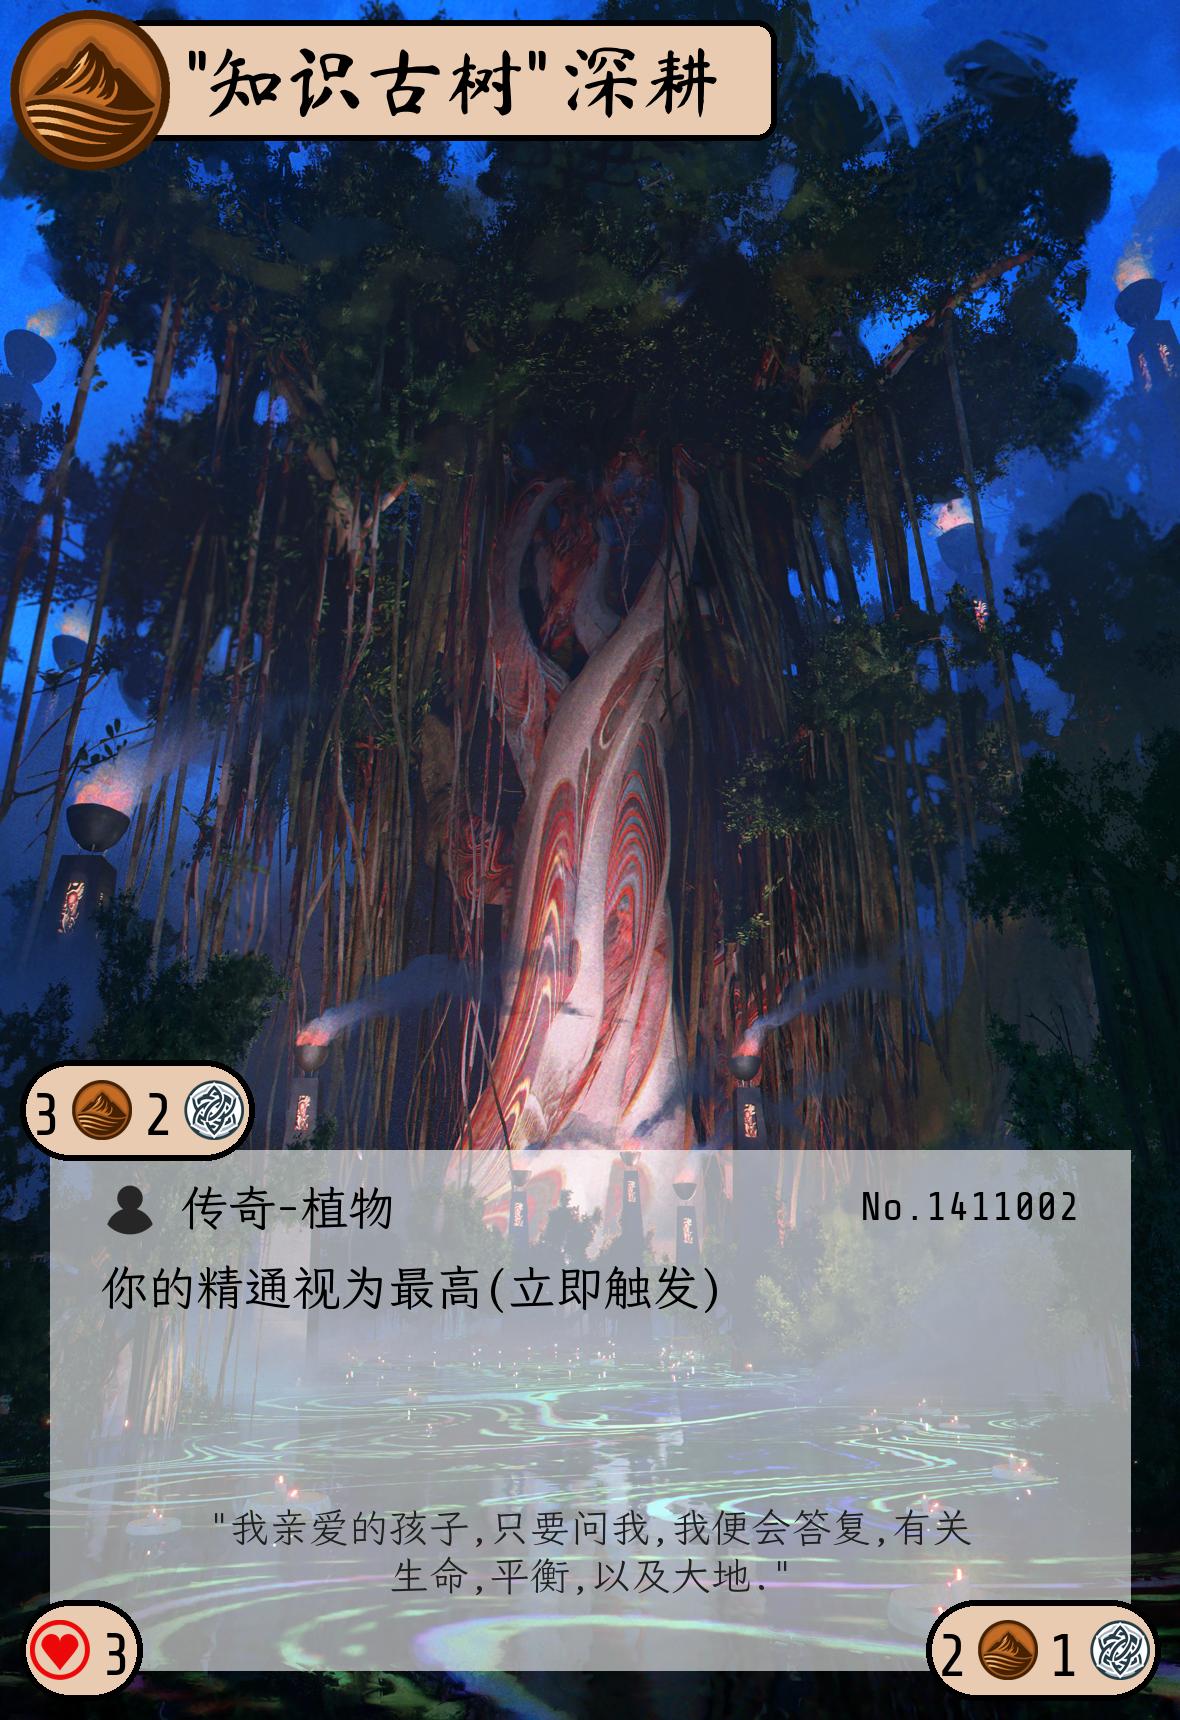 "知识古树"深耕
3 2
传奇-植物 No.1411002
你的精通视为最高(立即触发)
"我亲爱的孩子,只要问我,我便会答复,有关
生命,平衡,以及大地."
3
2 1